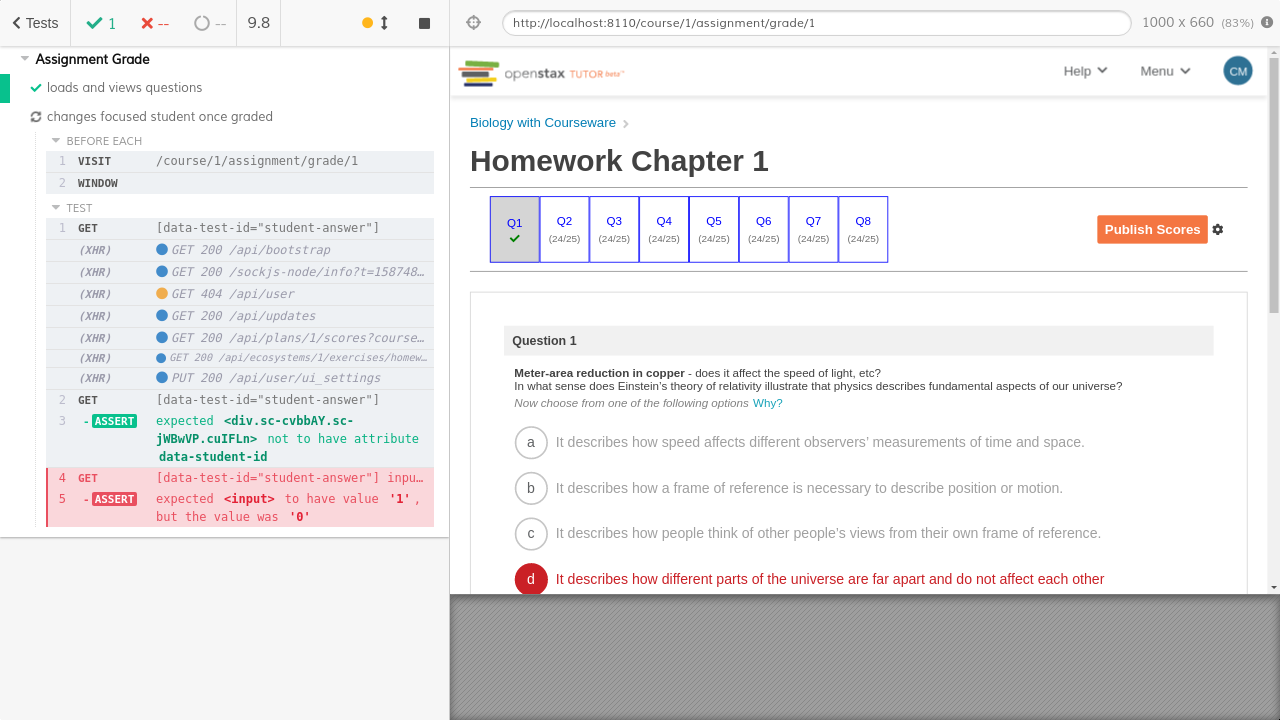 Tests 1 -- -- 9.8
http://localhost:8110/course/1/assignment/grade/1 1000 x 660 (83%)
Assignment Grade
loads and views questions
changes focused student once graded
BEFORE EACH
1 VISIT /course/1/assignment/grade/1
2 WINDOW
TEST
1 GET [data-test-id="student-answer"]
(XHR) GET 200 /api/bootstrap
(XHR) GET 200 /sockjs-node/info?t=158748…
(XHR) GET 404 /api/user
(XHR) GET 200 /api/updates
(XHR) GET 200 /api/plans/1/scores?course…
(XHR) GET 200 /api/ecosystems/1/exercises/homew…
(XHR) PUT 200 /api/user/ui_settings
2 GET [data-test-id="student-answer"]
3 -ASSERT expected <div.sc-cvbbAY.sc-
jWBwVP.cuIFLn> not to have attribute
data-student-id
4 GET [data-test-id="student-answer"] inpu…
5 -ASSERT expected <input> to have value '1',
but the value was '0'
openstax TUTOR beta™
Help Menu CM
Biology with Courseware
Homework Chapter 1
Q1 Q2 Q3 Q4 Q5 Q6 Q7 Q8
(24/25) (24/25) (24/25) (24/25) (24/25) (24/25) (24/25)
Publish Scores
Question 1
Meter-area reduction in copper - does it affect the speed of light, etc?
In what sense does Einstein's theory of relativity illustrate that physics describes fundamental aspects of our universe?
Now choose from one of the following options Why?
a It describes how speed affects different observers' measurements of time and space.
b It describes how a frame of reference is necessary to describe position or motion.
c It describes how people think of other people's views from their own frame of reference.
d It describes how different parts of the universe are far apart and do not affect each other